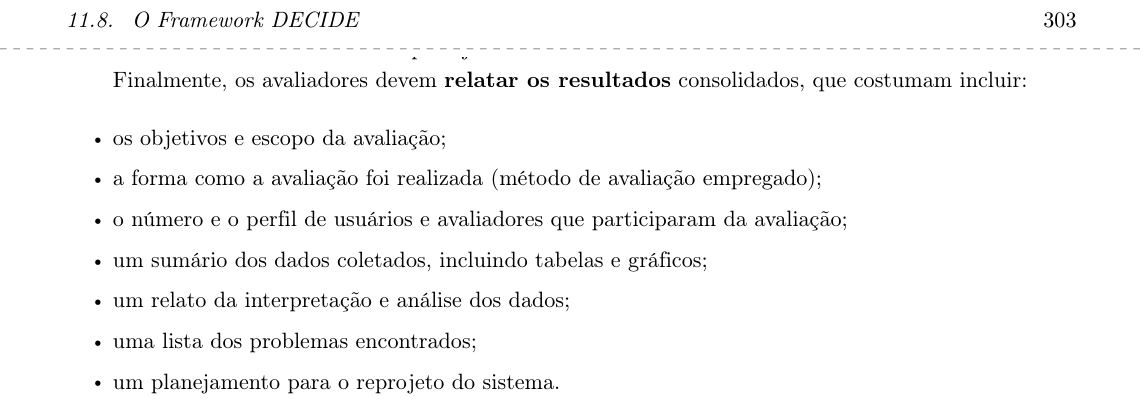 11.8. O Framework DECIDE 303
Finalmente, os avaliadores devem relatar os resultados consolidados, que costumam incluir:
• os objetivos e escopo da avaliação;
• a forma como a avaliação foi realizada (método de avaliação empregado);
• o número e o perfil de usuários e avaliadores que participaram da avaliação;
• um sumário dos dados coletados, incluindo tabelas e gráficos;
• um relato da interpretação e análise dos dados;
• uma lista dos problemas encontrados;
• um planejamento para o reprojeto do sistema.